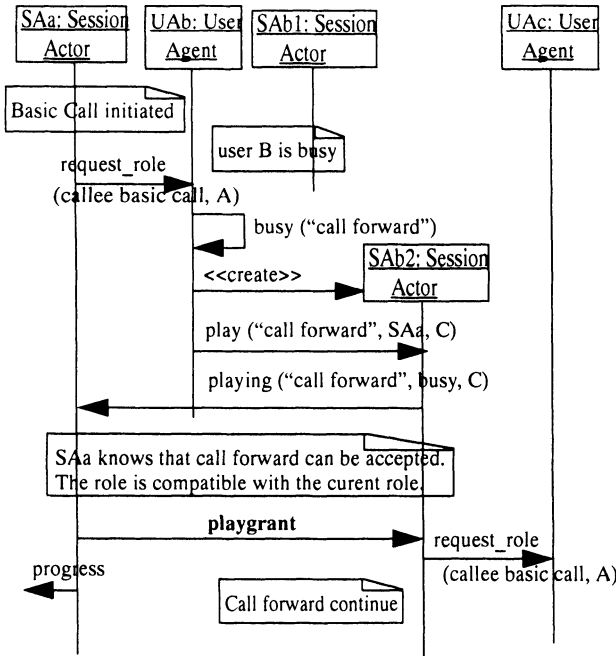 SAa: Session
Actor
UAb: User
Agent
SAb1: Session
Actor
UAc: User
Agent
Basic Call initiated
user B is busy
request_role
(callee basic call, A)
busy (“call forward”)
<<create>>
SAb2: Session
Actor
play (“call forward”, SAa, C)
playing (“call forward”, busy, C)
SAa knows that call forward can be accepted.
The role is compatible with the curent role.
playgrant
request_role
(callee basic call, A)
progress
Call forward continue